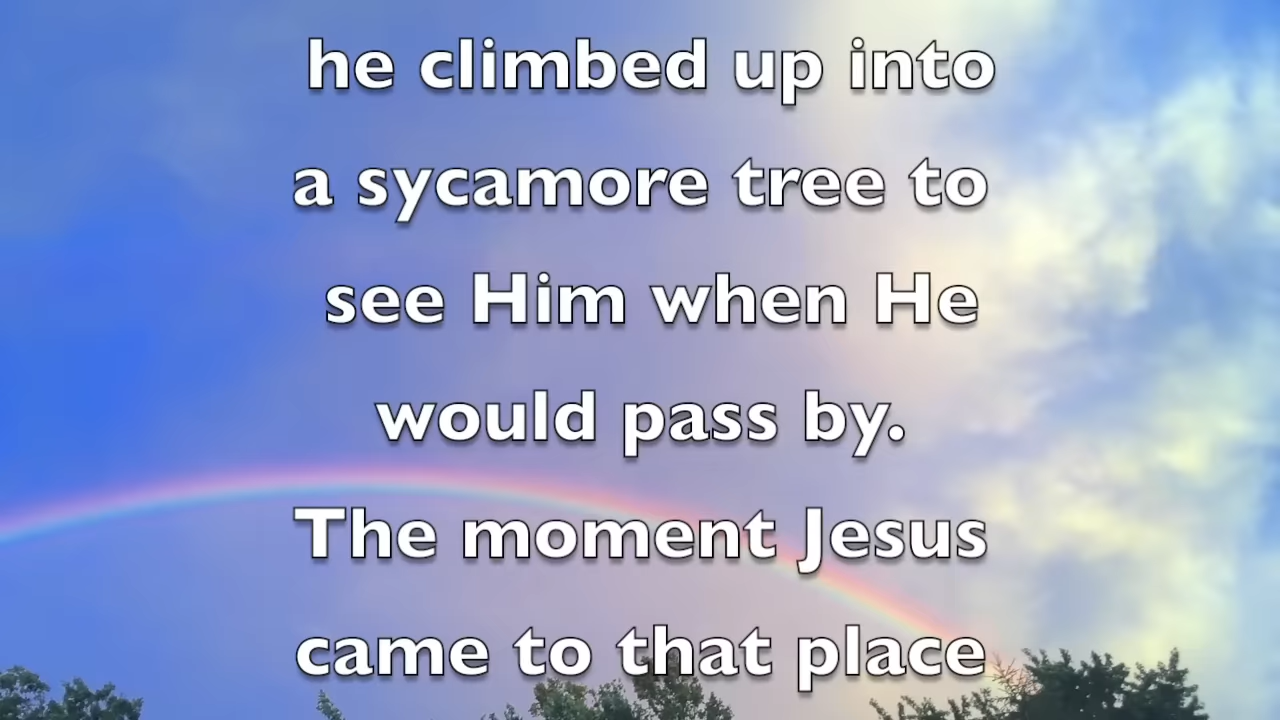 he climbed up into
a sycamore tree to
see Him when He
would pass by.
The moment Jesus
came to that place